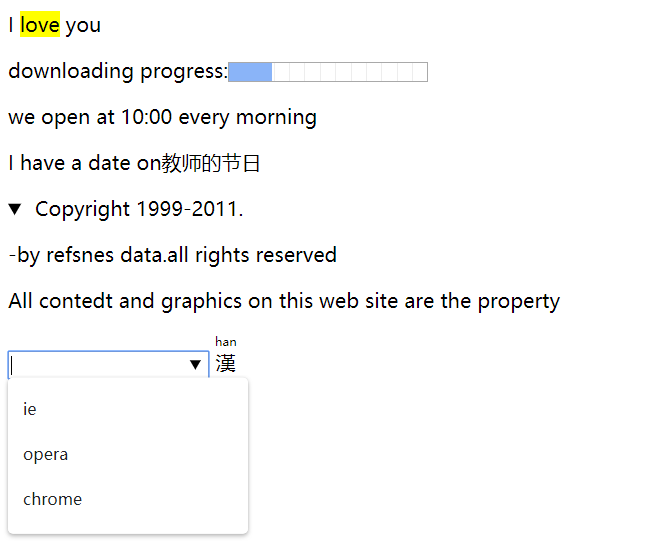 I love you
downloading progress:
we open at 10:00 every morning
I have a date on教师的节日
▼ Copyright 1999-2011.
-by refsnes data.all rights reserved
All contedt and graphics on this web site are the property
han
漢
ie
opera
chrome